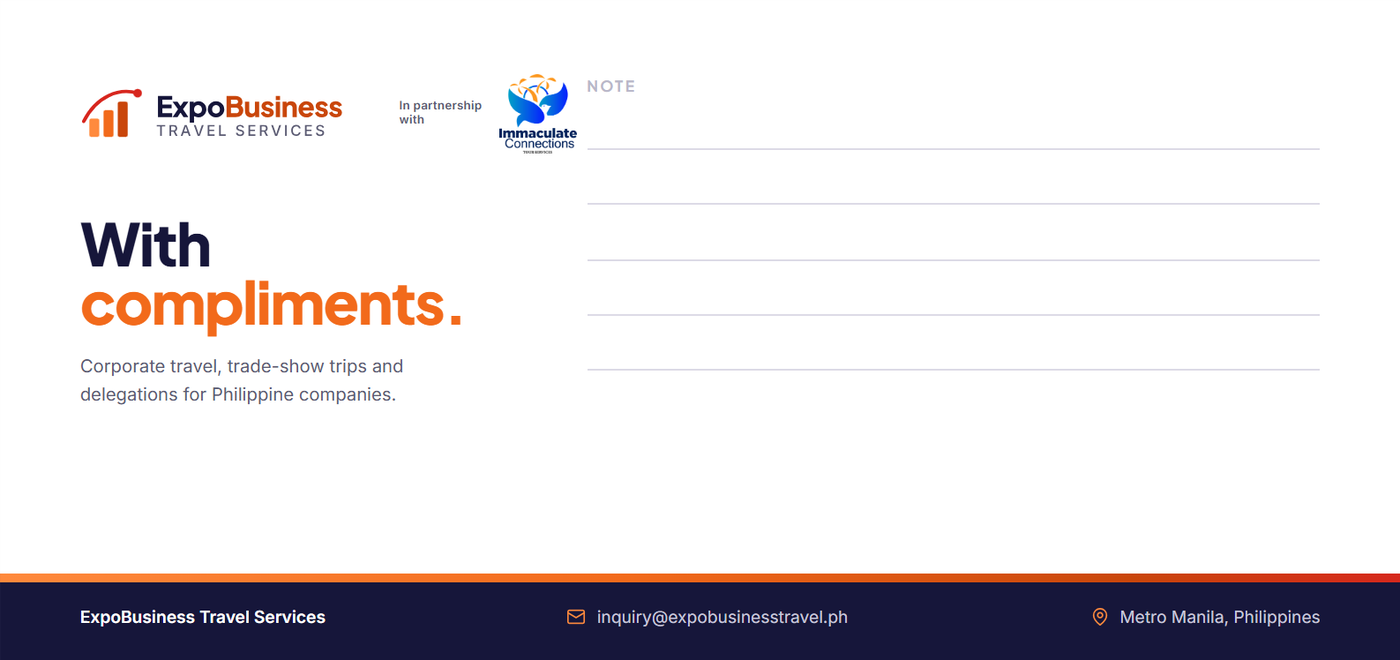 ExpoBusiness
TRAVEL SERVICES
In partnership
with
Immaculate
Connections
NOTE
With
compliments.
Corporate travel, trade-show trips and
delegations for Philippine companies.
ExpoBusiness Travel Services
inquiry@expobusinesstravel.ph
Metro Manila, Philippines